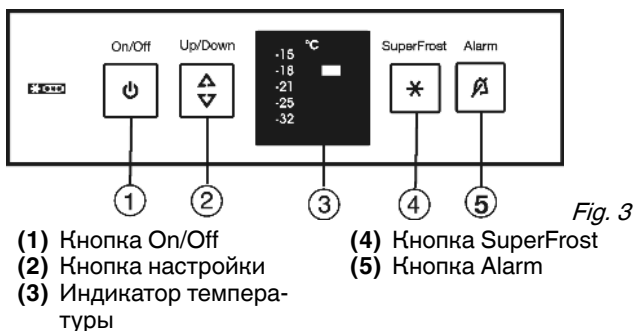 On/Off Up/Down °C SuperFrost Alarm
-15
-18
-21
-25
-32
1 2 3 4 5
Fig. 3
(1) Кнопка On/Off
(2) Кнопка настройки
(3) Индикатор темпера-
туры
(4) Кнопка SuperFrost
(5) Кнопка Alarm